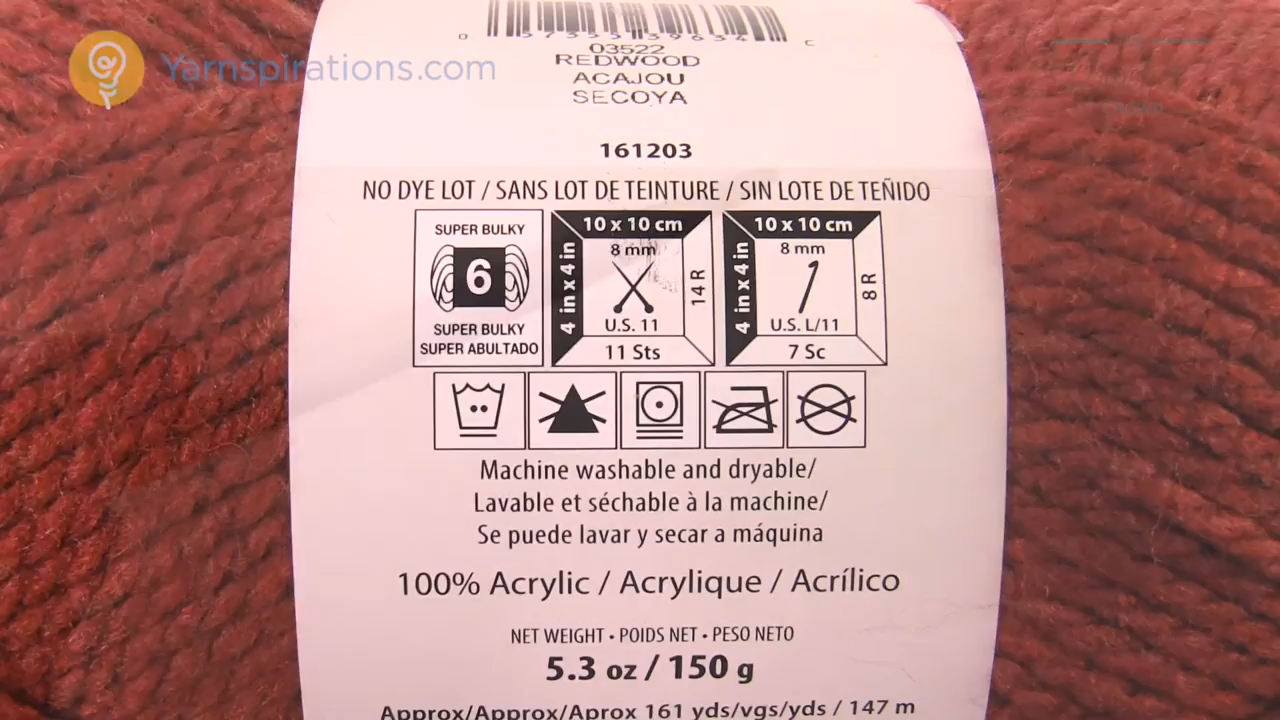 Yarnspirations.com
03522
REDWOOD
ACAJOU
SECOYA
161203
NO DYE LOT / SANS LOT DE TEINTURE / SIN LOTE DE TEÑIDO
SUPER BULKY
6
SUPER BULKY
SUPER ABULTADO
10 x 10 cm
4 in x 4 in
8 mm
14 R
U.S. 11
11 Sts
10 x 10 cm
4 in x 4 in
8 mm
8 R
U.S. L/11
7 Sc
Machine washable and dryable/
Lavable et séchable à la machine/
Se puede lavar y secar a máquina
100% Acrylic / Acrylique / Acrílico
NET WEIGHT • POIDS NET • PESO NETO
5.3 oz / 150 g
Approx/Approx/Aprox 161 yds/vgs/yds / 147 m